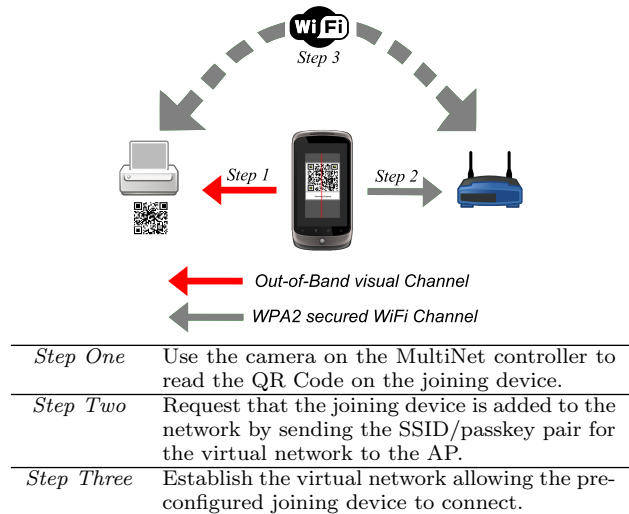 Wi Fi
Step 3
Step 1
Step 2
Out-of-Band visual Channel
WPA2 secured WiFi Channel
Step One Use the camera on the MultiNet controller to
read the QR Code on the joining device.
Step Two Request that the joining device is added to the
network by sending the SSID/passkey pair for
the virtual network to the AP.
Step Three Establish the virtual network allowing the pre-
configured joining device to connect.